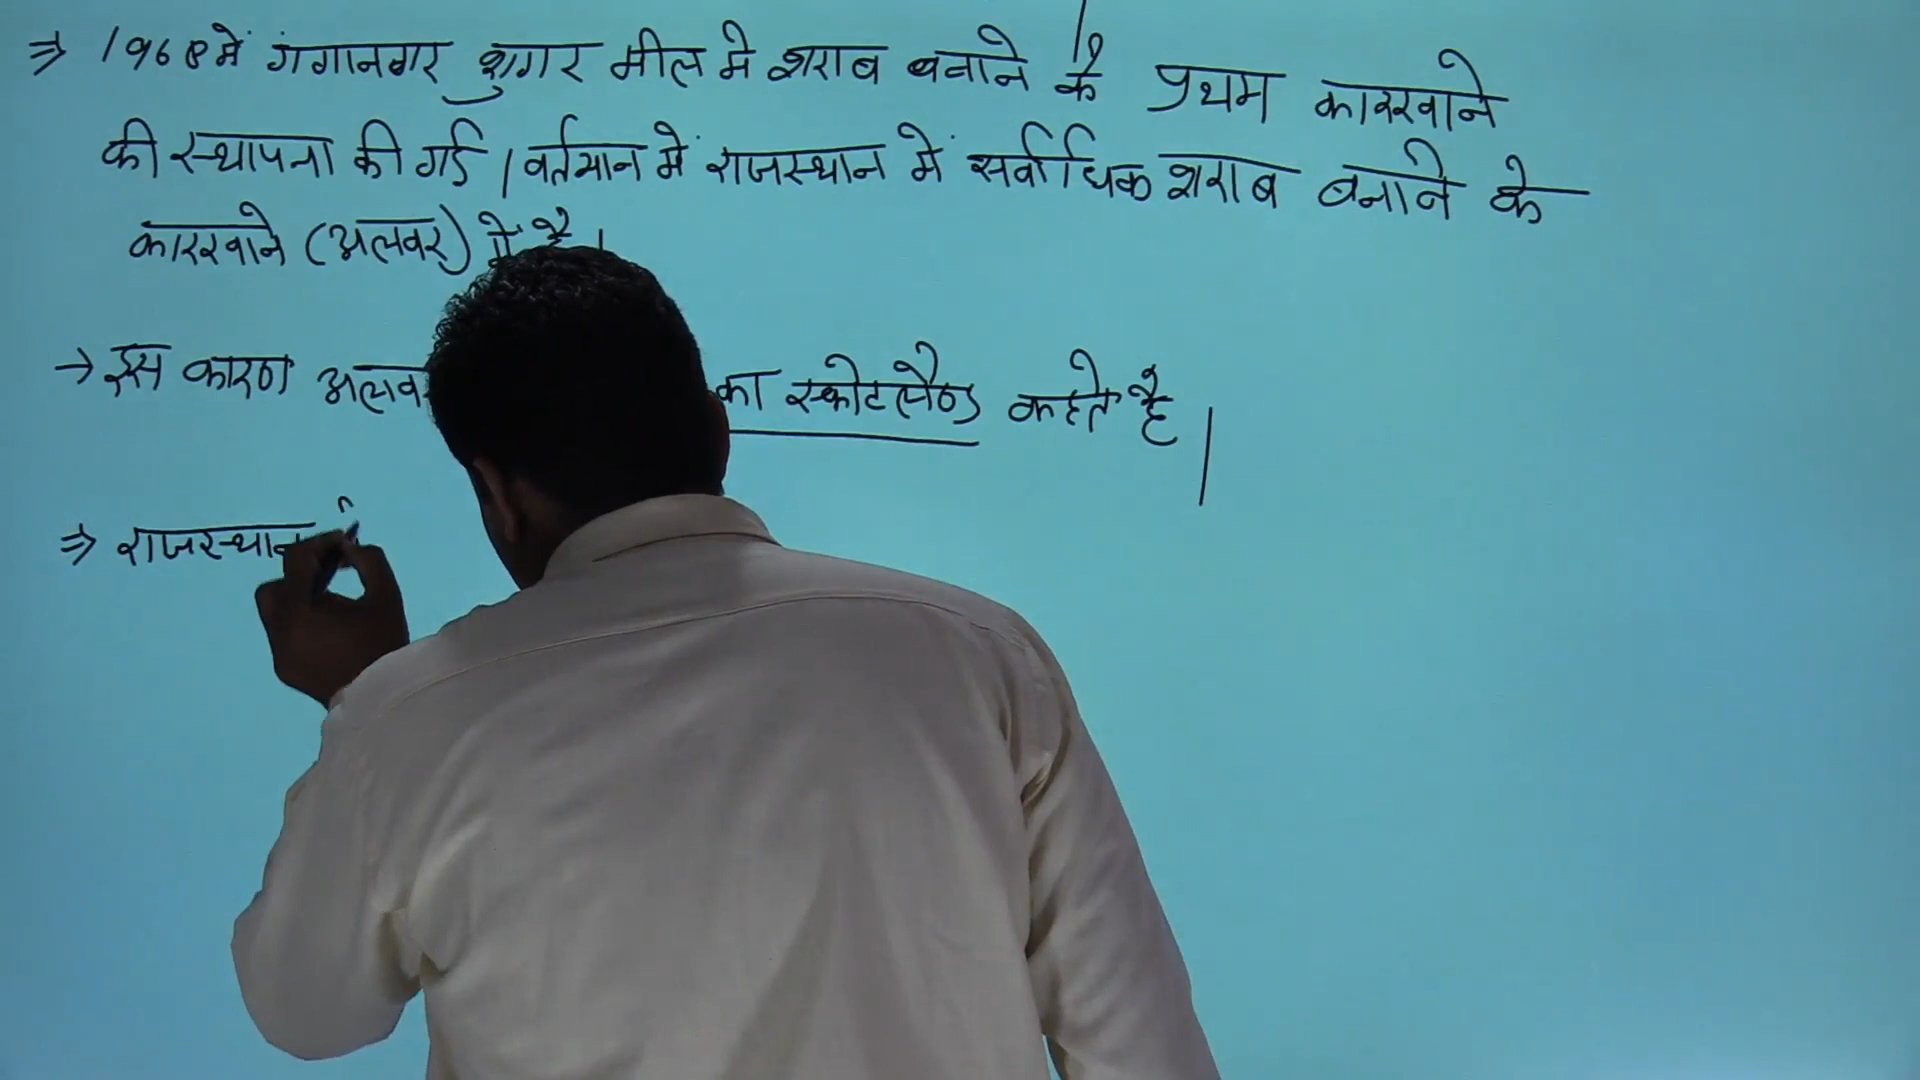 ⇒ 1968 में गंगानगर शुगर मील मे शराब बनाने के प्रथम कारखाने
की स्थापना की गई | वर्तमान में राजस्थान में सर्वाधिक शराब बनाने के
कारखाने (अलवर) में है |
→ इस कारण अलवर का स्कोटलैण्ड कहते है |
⇒ राजस्थान